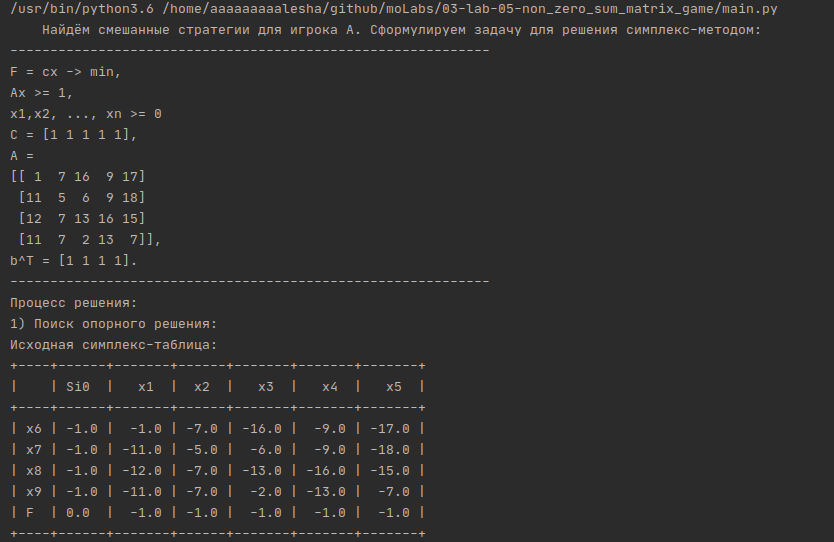 /usr/bin/python3.6 /home/aaaaaaaaalesha/github/moLabs/03-lab-05-non_zero_sum_matrix_game/main.py
    Найдём смешанные стратегии для игрока A. Сформулируем задачу для решения симплекс-методом:
------------------------------------------------------------
F = cx -> min,
Ax >= 1,
x1,x2, ..., xn >= 0
C = [1 1 1 1 1],
A =
[[ 1  7 16  9 17]
 [11  5  6  9 18]
 [12  7 13 16 15]
 [11  7  2 13  7]],
b^T = [1 1 1 1].
------------------------------------------------------------
Процесс решения:
1) Поиск опорного решения:
Исходная симплекс-таблица:
+----+------+-------+------+-------+-------+-------+
|    | Si0  |   x1  |  x2  |   x3  |   x4  |   x5  |
+----+------+-------+------+-------+-------+-------+
| x6 | -1.0 |  -1.0 | -7.0 | -16.0 |  -9.0 | -17.0 |
| x7 | -1.0 | -11.0 | -5.0 |  -6.0 |  -9.0 | -18.0 |
| x8 | -1.0 | -12.0 | -7.0 | -13.0 | -16.0 | -15.0 |
| x9 | -1.0 | -11.0 | -7.0 |  -2.0 | -13.0 |  -7.0 |
| F  | 0.0  |  -1.0 | -1.0 |  -1.0 |  -1.0 |  -1.0 |
+----+------+-------+------+-------+-------+-------+